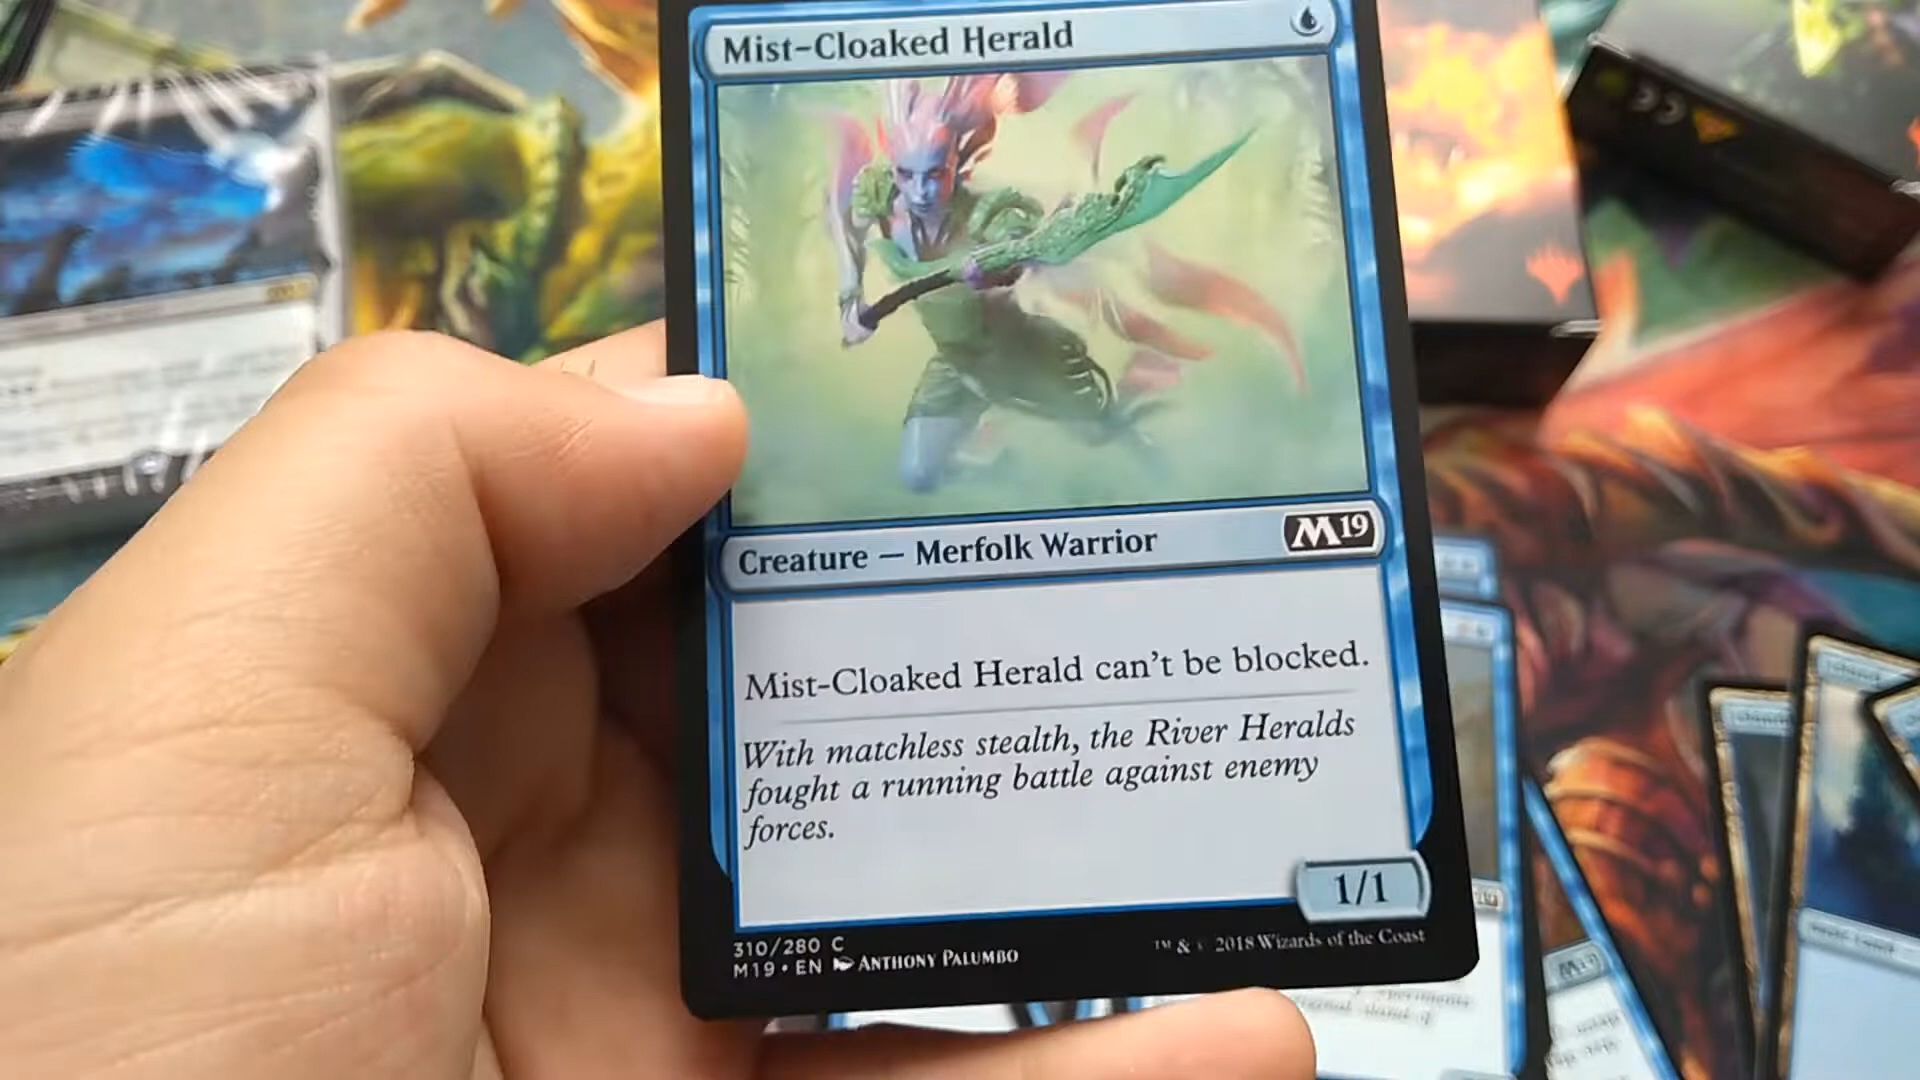 Mist-Cloaked Herald
Creature — Merfolk Warrior
M19
Mist-Cloaked Herald can't be blocked.
With matchless stealth, the River Heralds
fought a running battle against enemy
forces.
1/1
310/280 C
M19 • EN Anthony Palumbo
™ & © 2018 Wizards of the Coast
M19
Island